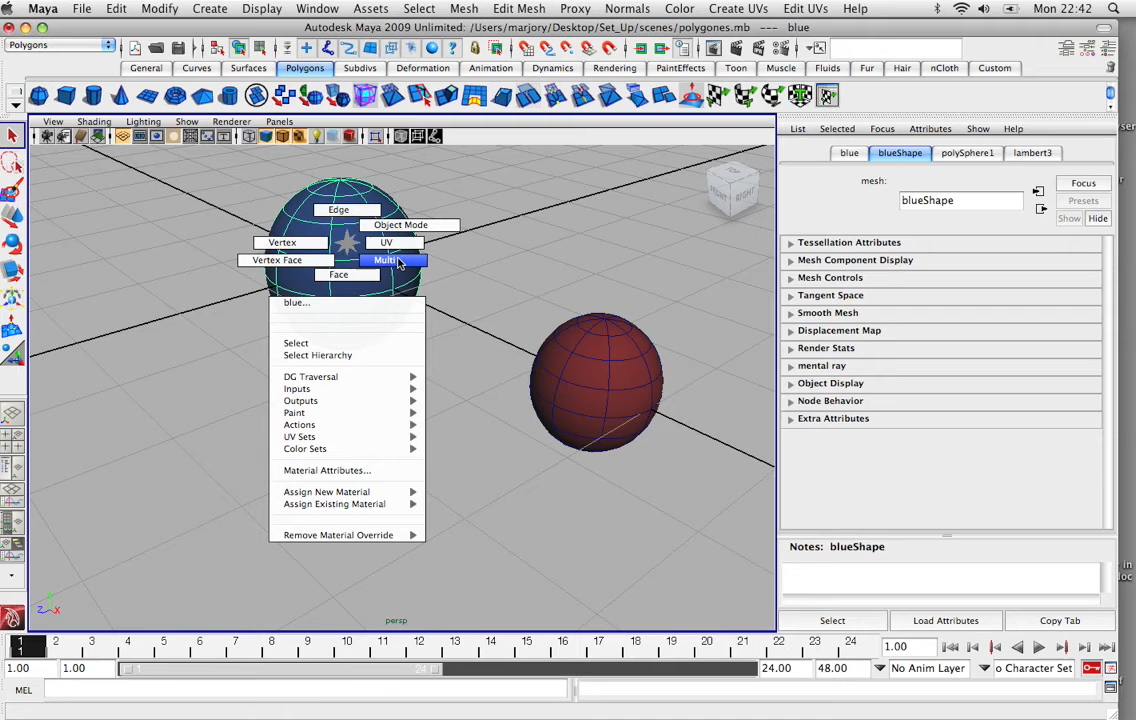 Maya File Edit Modify Create Display Window Assets Select Mesh Edit Mesh Proxy Normals Color Create UVs Edit UVs Help Mon 22:42
Autodesk Maya 2009 Unlimited: /Users/marjory/Desktop/Set_Up/scenes/polygones.mb --- blue
Polygons
General Curves Surfaces Polygons Subdivs Deformation Animation Dynamics Rendering PaintEffects Toon Muscle Fluids Fur Hair nCloth Custom
View Shading Lighting Show Renderer Panels
List Selected Focus Attributes Show Help
blue blueShape polySphere1 lambert3
mesh:
blueShape
Focus
Presets
Show Hide
FRONT RIGHT
Edge
Object Mode
Vertex
UV
Vertex Face
Multi
Face
blue...
Select
Select Hierarchy
DG Traversal
Inputs
Outputs
Paint
Actions
UV Sets
Color Sets
Material Attributes...
Assign New Material
Assign Existing Material
Remove Material Override
Tessellation Attributes
Mesh Component Display
Mesh Controls
Tangent Space
Smooth Mesh
Displacement Map
Render Stats
mental ray
Object Display
Node Behavior
Extra Attributes
Notes: blueShape
Select Load Attributes Copy Tab
Y
Z X
persp
1 2 3 4 5 6 7 8 9 10 11 12 13 14 15 16 17 18 19 20 21 22 23 24
1
1.00
1.00 1.00 1 24 24.00 48.00 No Anim Layer o Character Set
MEL